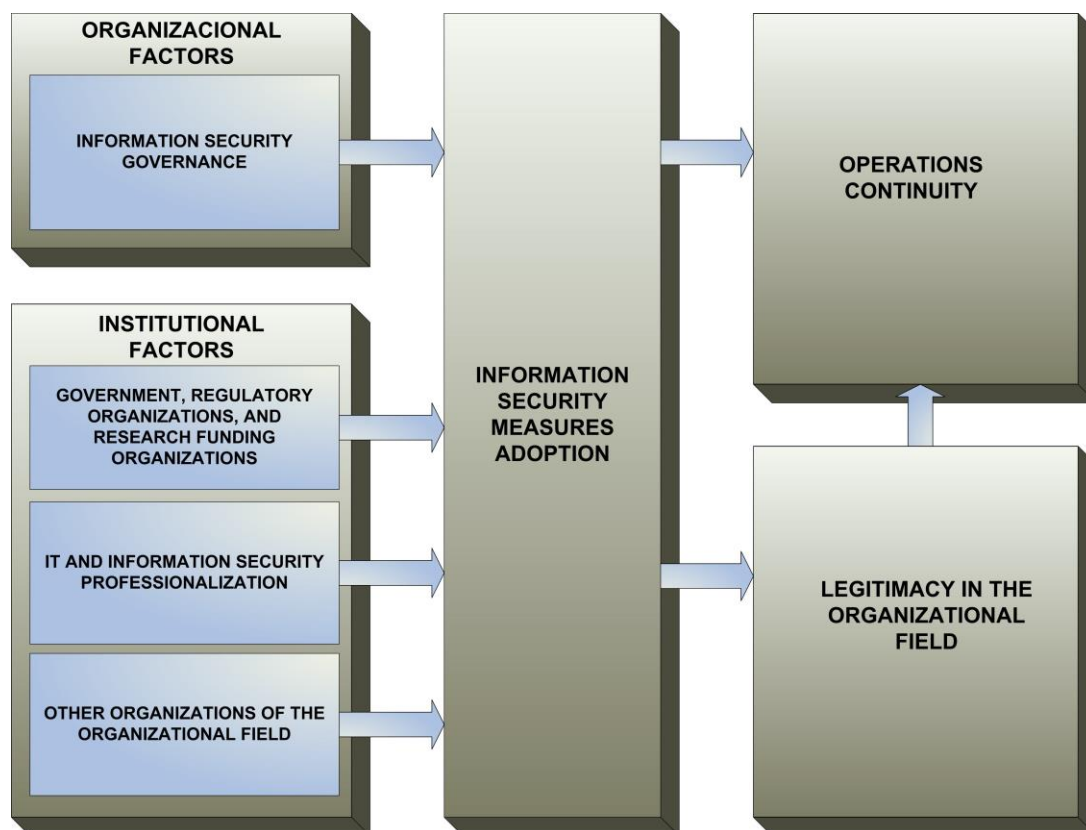 ORGANIZACIONAL
FACTORS
INFORMATION SECURITY
GOVERNANCE
INSTITUTIONAL
FACTORS
GOVERNMENT, REGULATORY
ORGANIZATIONS, AND
RESEARCH FUNDING
ORGANIZATIONS
IT AND INFORMATION SECURITY
PROFESSIONALIZATION
OTHER ORGANIZATIONS OF THE
ORGANIZATIONAL FIELD
INFORMATION
SECURITY
MEASURES
ADOPTION
OPERATIONS
CONTINUITY
LEGITIMACY IN THE
ORGANIZATIONAL
FIELD